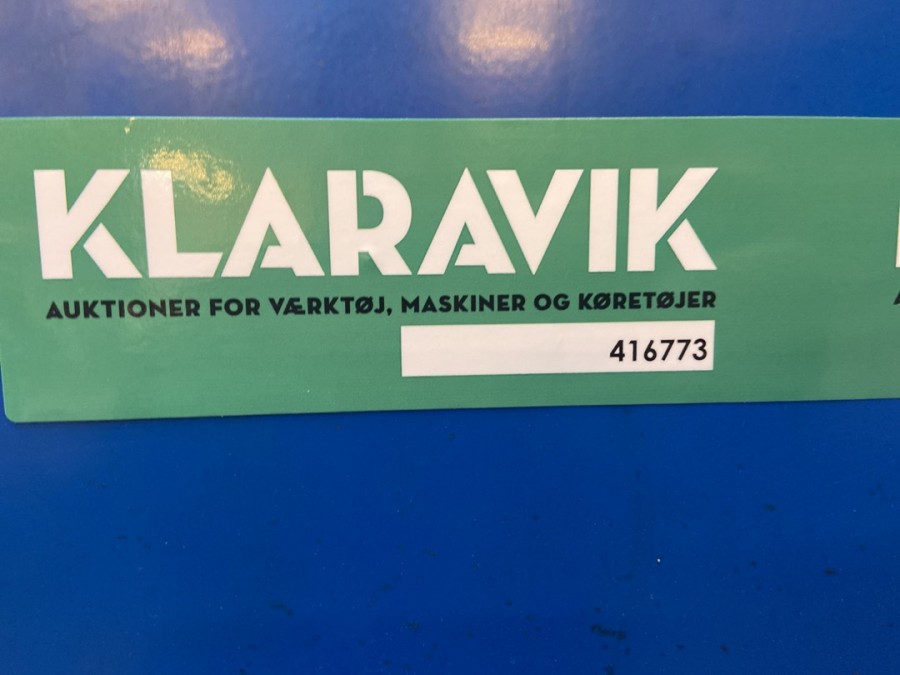 KLARAVIK
AUKTIONER FOR VÆRKTØJ, MASKINER OG KØRETØJER
416773